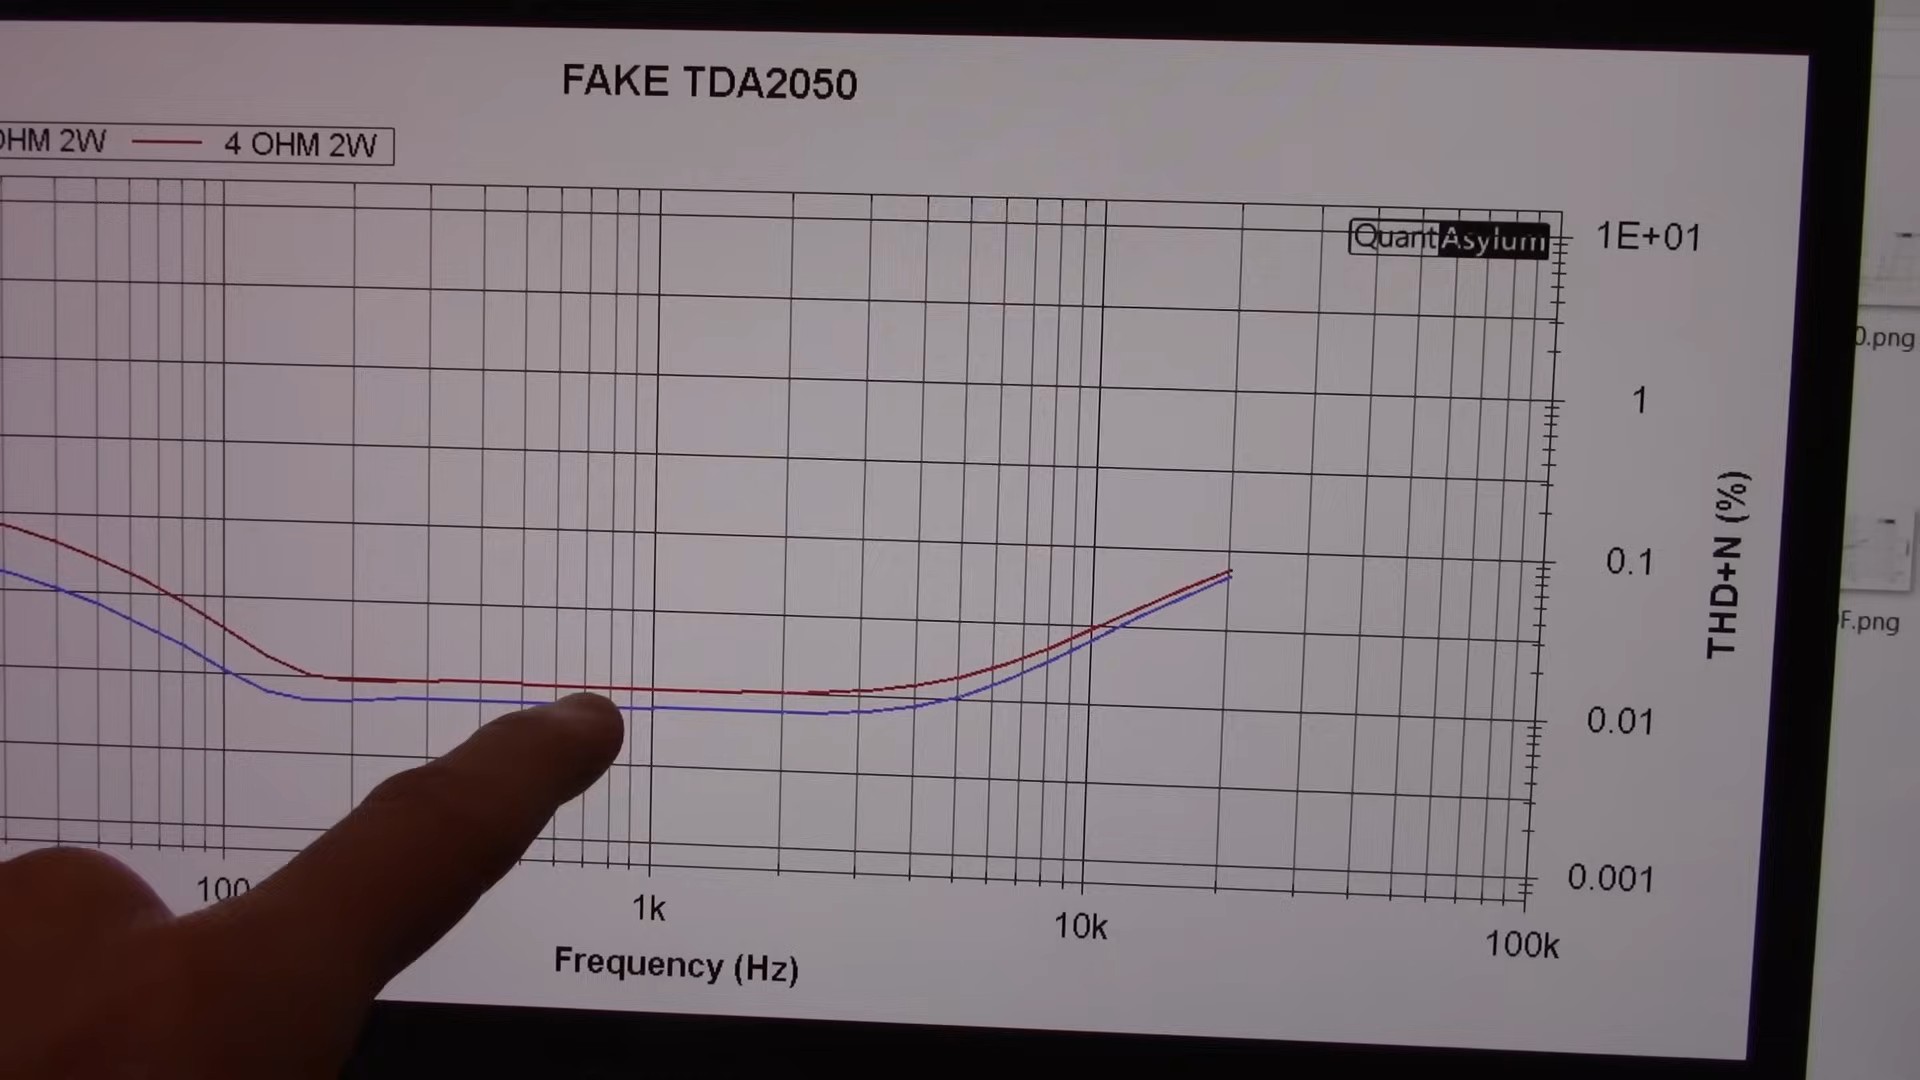 FAKE TDA2050
OHM 2W 4 OHM 2W
QuantAsylum
1E+01
1
0.1
0.01
0.001
THD+N (%)
100
1k
10k
100k
Frequency (Hz)
0.png
F.png